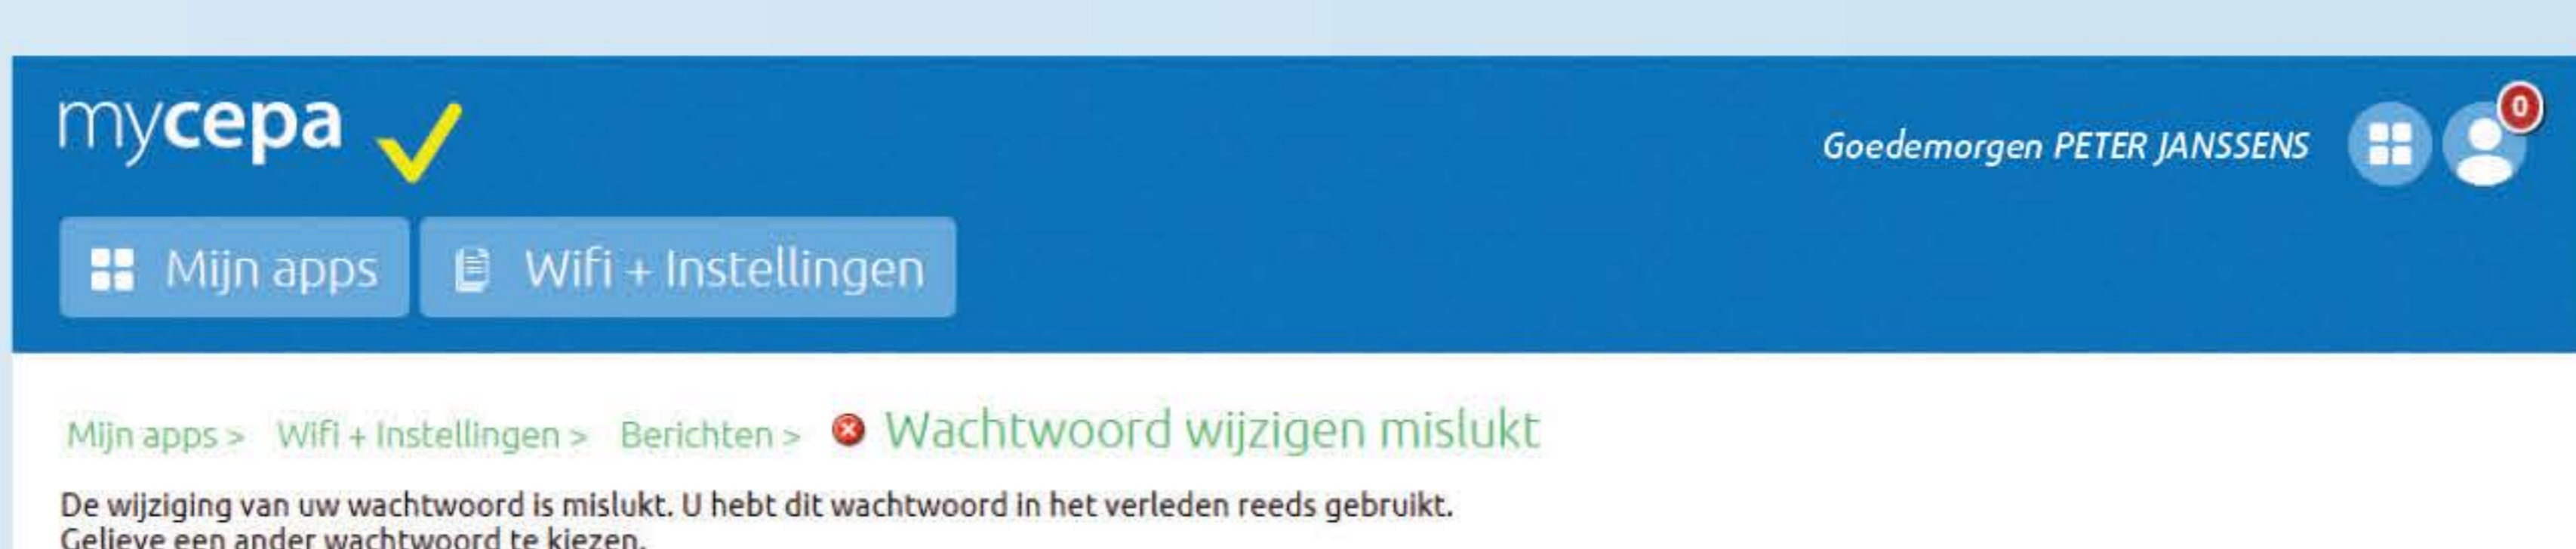 mycepa
Goedemorgen PETER JANSSENS
0
Mijn apps
Wifi + Instellingen
Mijn apps > Wifi + Instellingen > Berichten > Wachtwoord wijzigen mislukt
De wijziging van uw wachtwoord is mislukt. U hebt dit wachtwoord in het verleden reeds gebruikt.
Gelieve een ander wachtwoord te kiezen.